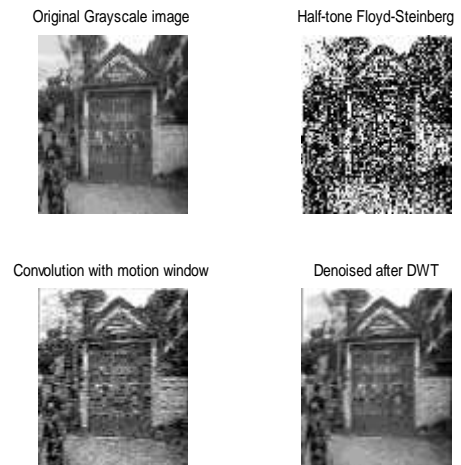 Original Grayscale image
Half-tone Floyd-Steinberg
Convolution with motion window
Denoised after DWT